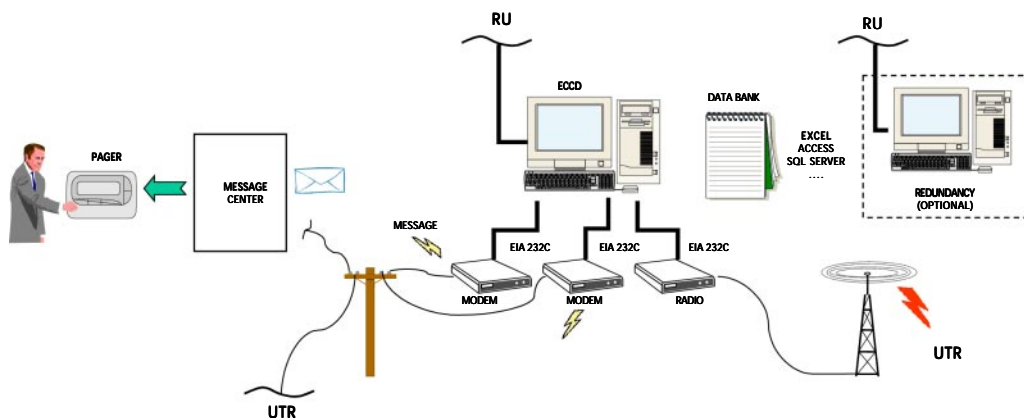 RU
RU
ECCD
DATA BANK
EXCEL
ACCESS
SQL SERVER
....
REDUNDANCY
(OPTIONAL)
PAGER
MESSAGE
CENTER
MESSAGE
EIA 232C
EIA 232C
EIA 232C
MODEM
MODEM
RADIO
UTR
UTR